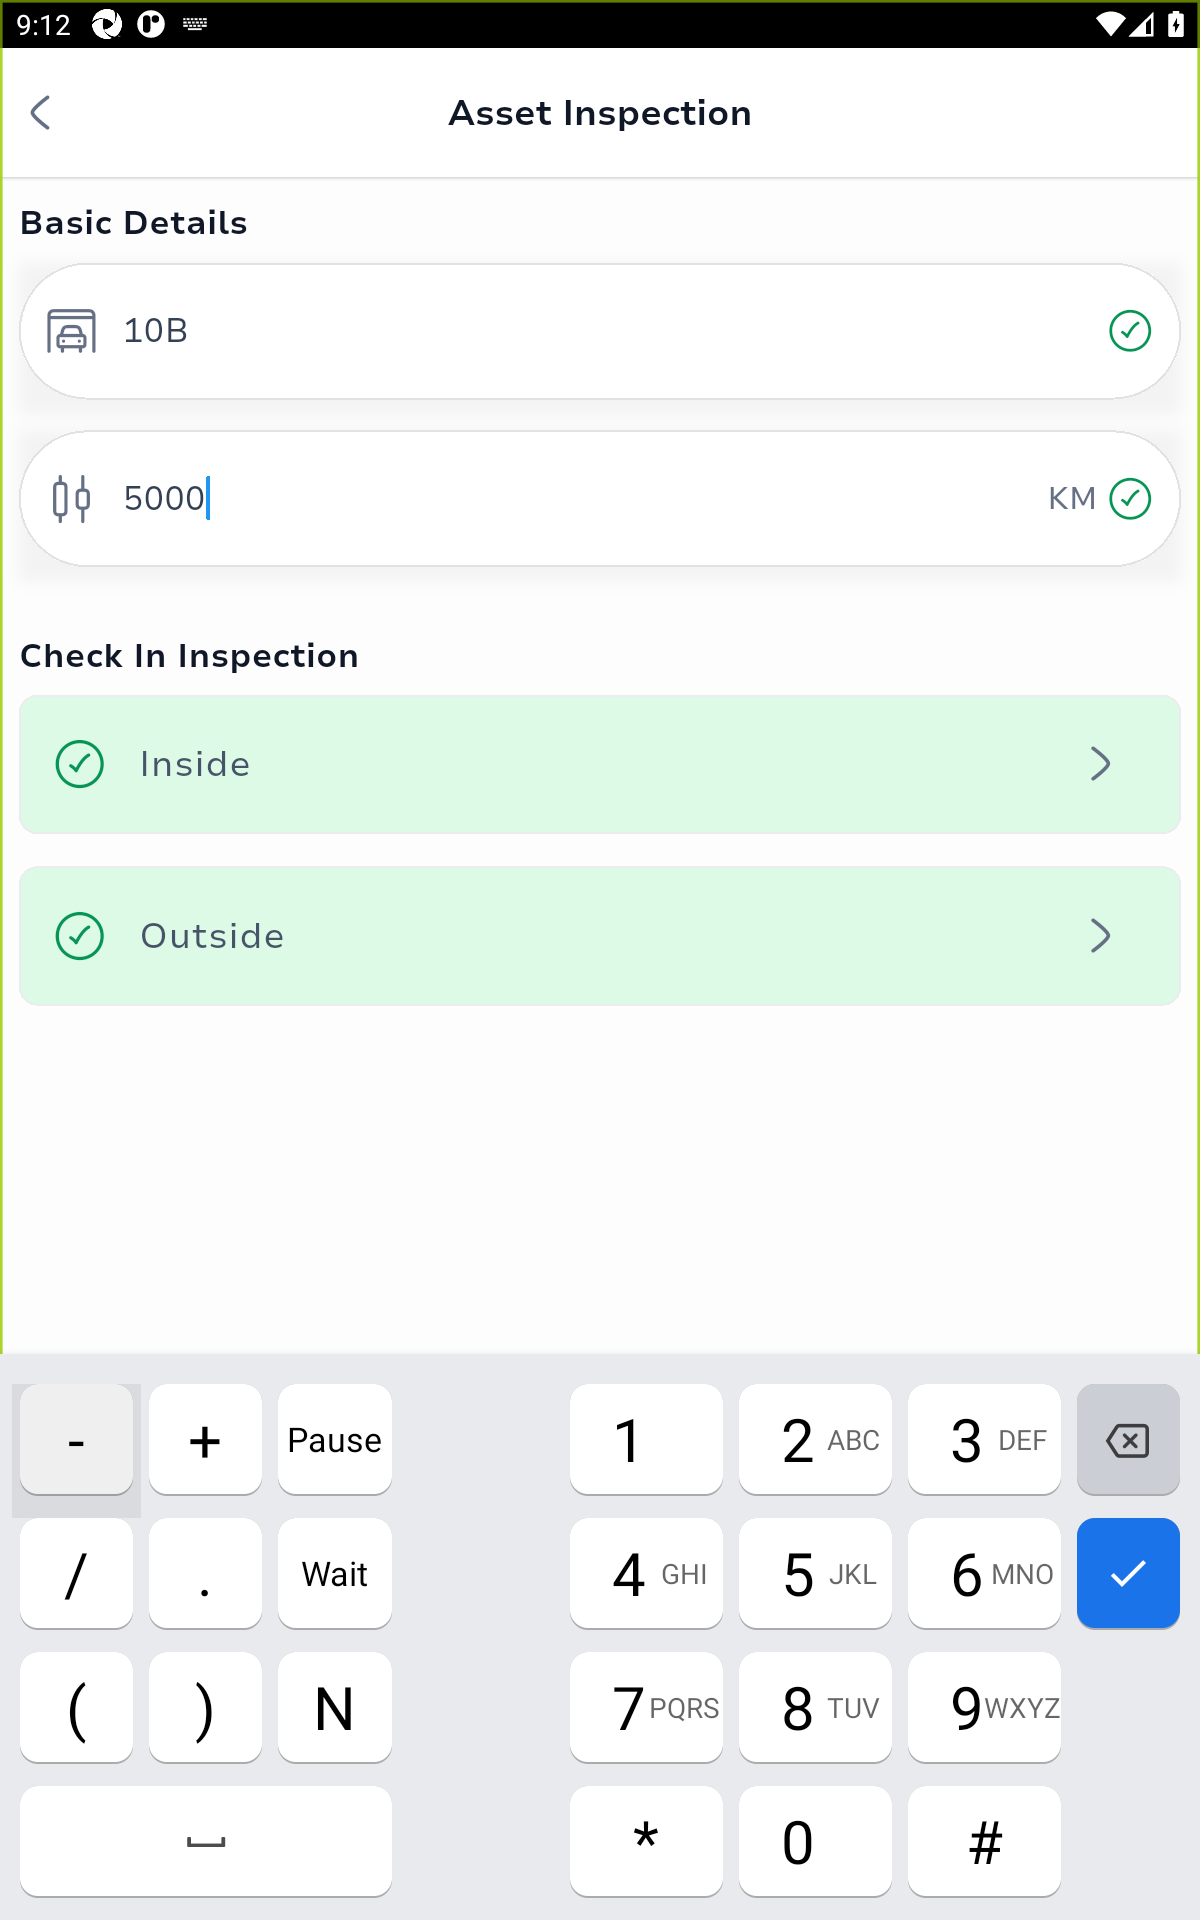 9:12
Asset Inspection
Basic Details
10B
5000 KM
Check In Inspection
Inside
Outside
- + Pause 1 2 ABC 3 DEF
/ . Wait 4 GHI 5 JKL 6 MNO
( ) N 7 PQRS 8 TUV 9 WXYZ
* 0 #